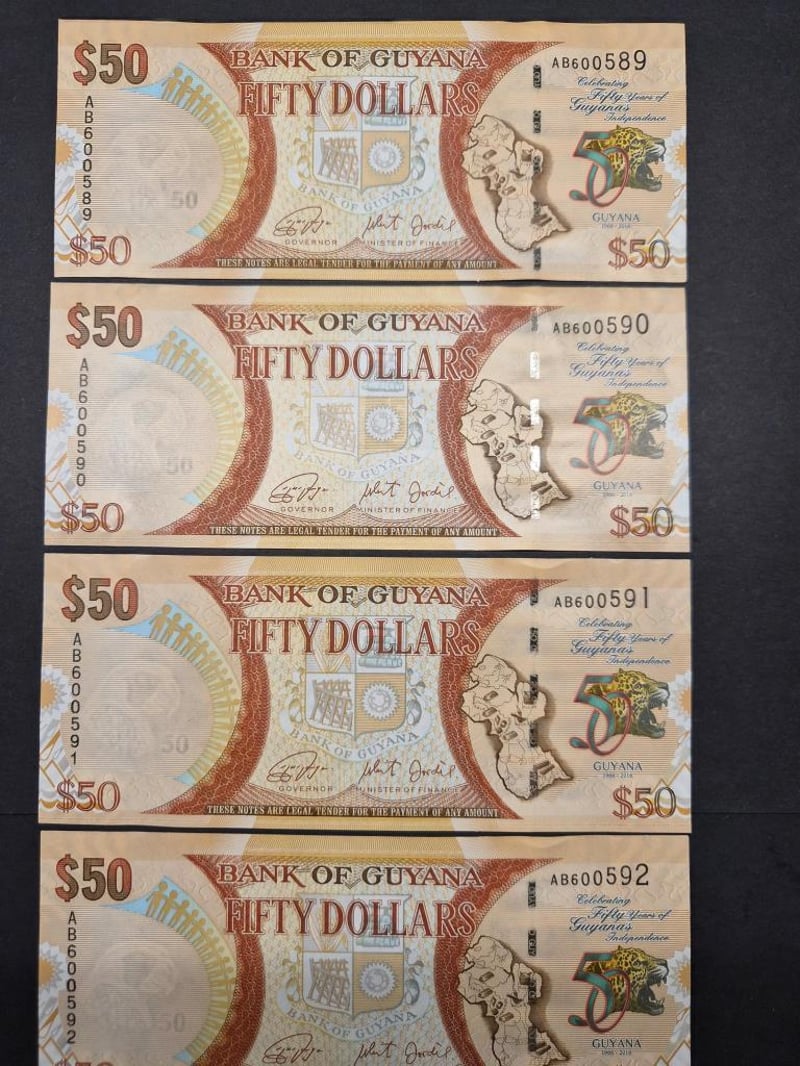 $50
BANK OF GUYANA
AB600589
FIFTY DOLLARS
Celebrating
Fifty Years of
Guyana's
Independence
AB600589
50
50
BANK OF GUYANA
GUYANA
1966 - 2016
GOVERNOR
MINISTER OF FINANCE
$50
THESE NOTES ARE LEGAL TENDER FOR THE PAYMENT OF ANY AMOUNT
$50
$50
BANK OF GUYANA
AB600590
FIFTY DOLLARS
Celebrating
Fifty Years of
Guyana's
Independence
AB600590
50
50
BANK OF GUYANA
GUYANA
1966 - 2016
GOVERNOR
MINISTER OF FINANCE
$50
THESE NOTES ARE LEGAL TENDER FOR THE PAYMENT OF ANY AMOUNT
$50
$50
BANK OF GUYANA
AB600591
FIFTY DOLLARS
Celebrating
Fifty Years of
Guyana's
Independence
AB600591
50
50
BANK OF GUYANA
GUYANA
1966 - 2016
GOVERNOR
MINISTER OF FINANCE
$50
THESE NOTES ARE LEGAL TENDER FOR THE PAYMENT OF ANY AMOUNT
$50
$50
BANK OF GUYANA
AB600592
FIFTY DOLLARS
Celebrating
Fifty Years of
Guyana's
Independence
AB600592
50
50
BANK OF GUYANA
GUYANA
1966 - 2016